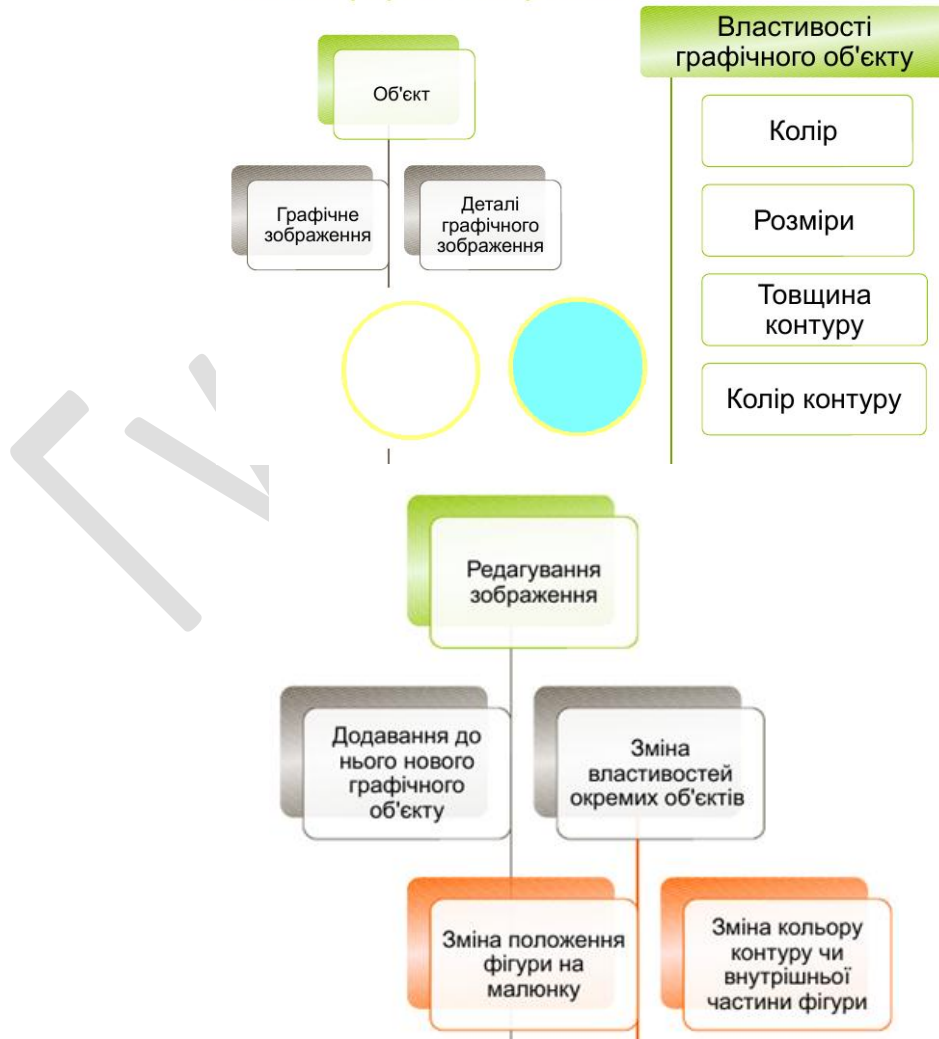 Об'єкт
Графічне
зображення
Деталі
графічного
зображення
Властивості
графічного об'єкту
Колір
Розміри
Товщина
контуру
Колір контуру
Редагування
зображення
Додавання до
нього нового
графічного
об'єкту
Зміна
властивостей
окремих об'єктів
Зміна положення
фігури на
малюнку
Зміна кольору
контуру чи
внутрішньої
частини фігури